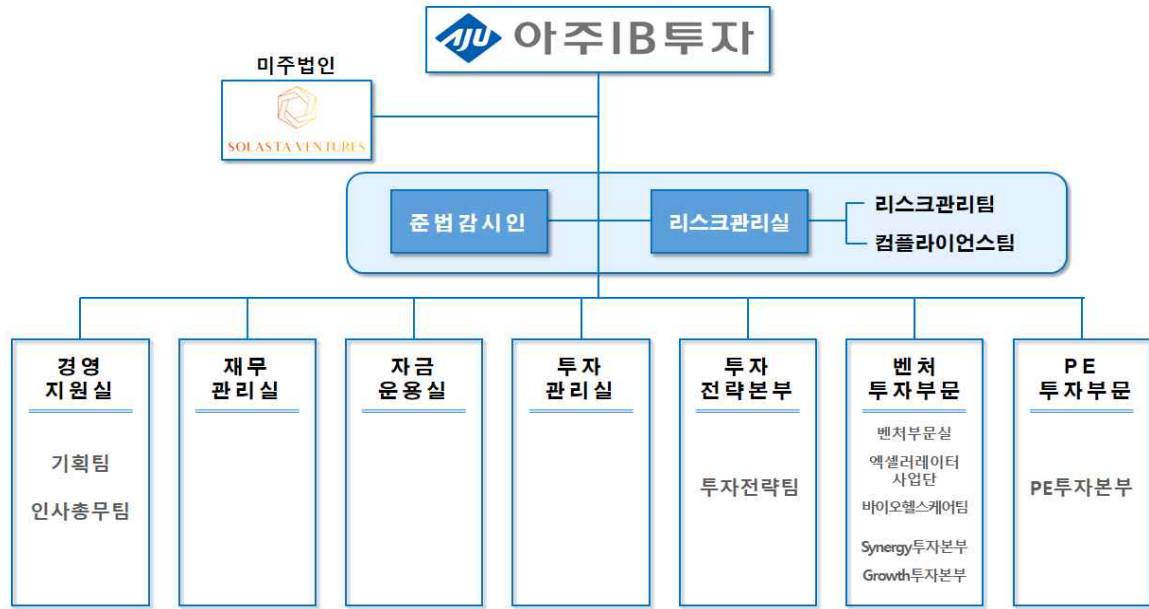 AJU 아주IB투자
미주법인
SOLASTA VENTURES
준법감시인
리스크관리실
리스크관리팀
컴플라이언스팀
경영
지원실
기획팀
인사총무팀
재무
관리실
자금
운용실
투자
관리실
투자
전략본부
투자전략팀
벤처
투자부문
벤처부문실
엑셀러레이터
사업단
바이오헬스케어팀
Synergy투자본부
Growth투자본부
PE
투자부문
PE투자본부